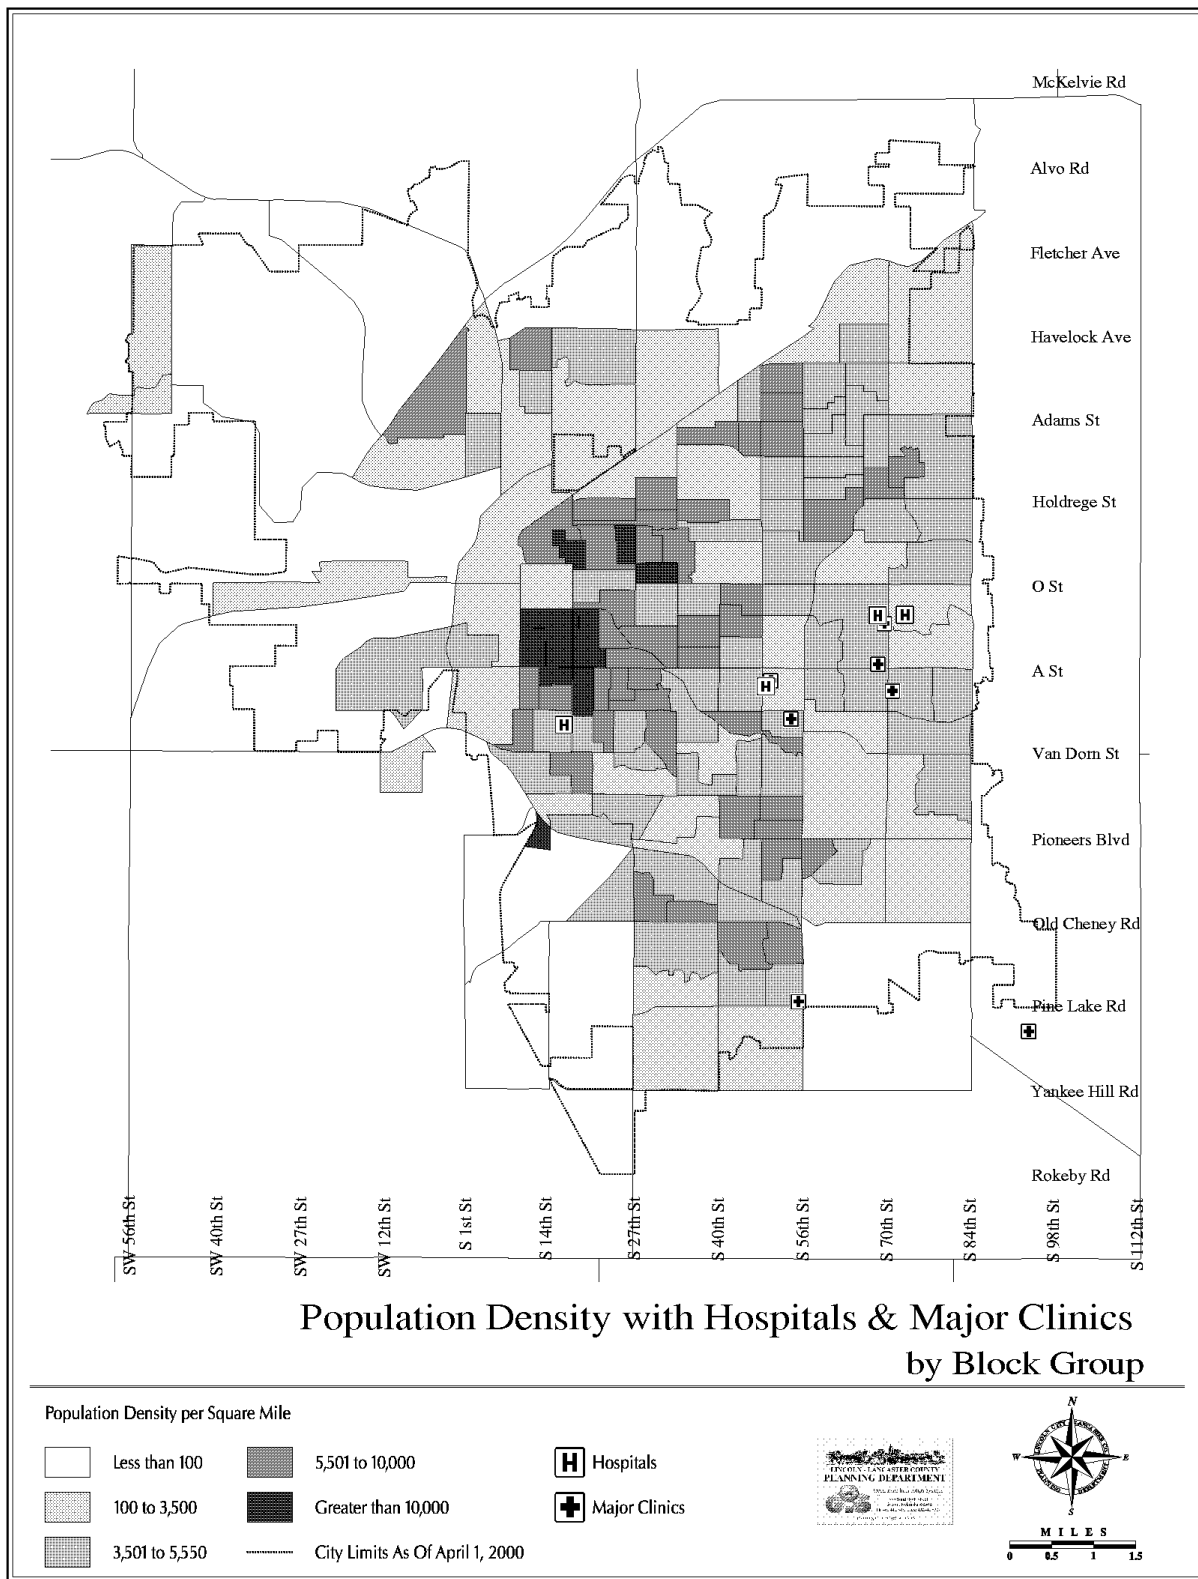 McKelvie Rd
Alvo Rd
Fletcher Ave
Havelock Ave
Adams St
Holdrege St
O St
H H
A St
H
H
Van Dorn St
Pioneers Blvd
Old Cheney Rd
Pine Lake Rd
Yankee Hill Rd
Rokeby Rd
SW 56th St
SW 40th St
SW 27th St
SW 12th St
S 1st St
S 14th St
S 27th St
S 40th St
S 56th St
S 70th St
S 84th St
S 98th St
S 112th St
Population Density with Hospitals & Major Clinics
by Block Group
Population Density per Square Mile
Less than 100
100 to 3,500
3,501 to 5,550
5,501 to 10,000
Greater than 10,000
City Limits As Of April 1, 2000
H Hospitals
Major Clinics
LINCOLN - LANCASTER COUNTY
PLANNING DEPARTMENT
N
W E
S
MILES
0 0.5 1 1.5